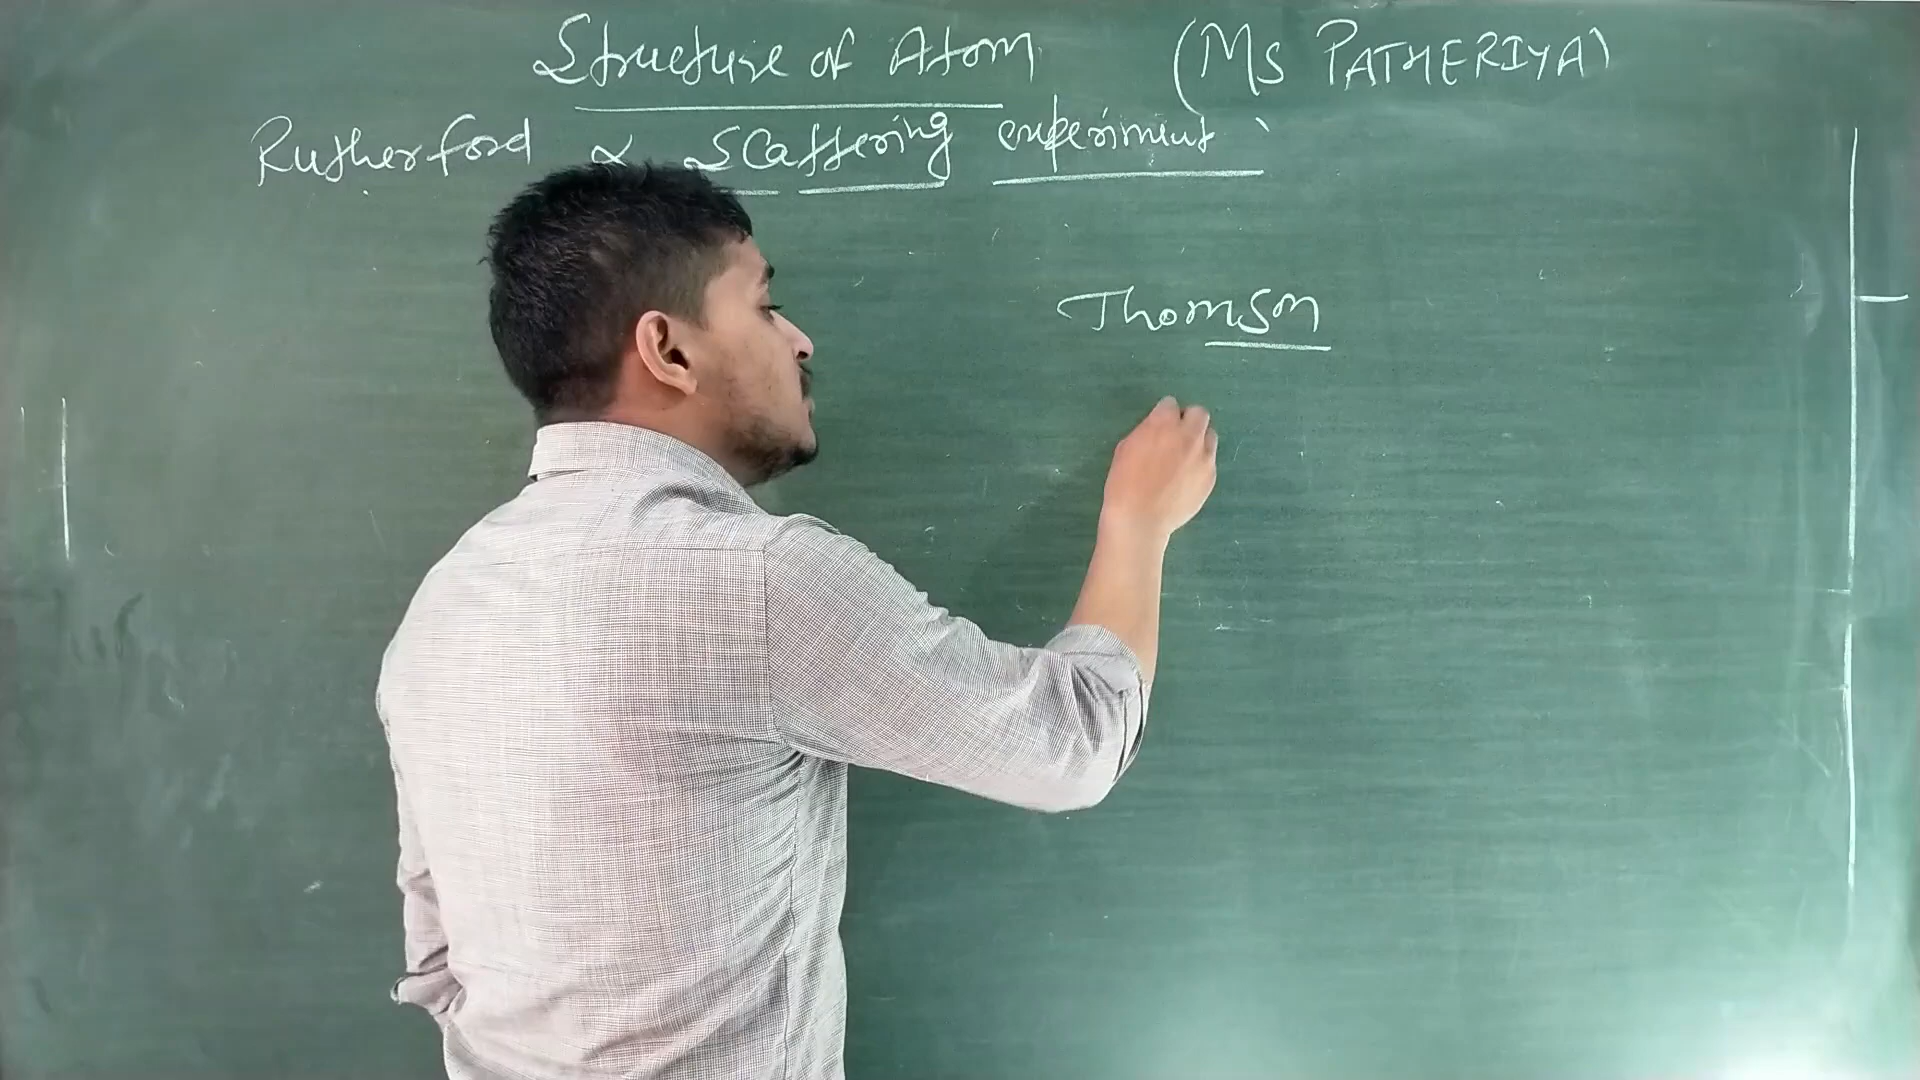 Structure of Atom (MS PATHERIYA)
Rutherford α Scattering experiment
Thomson